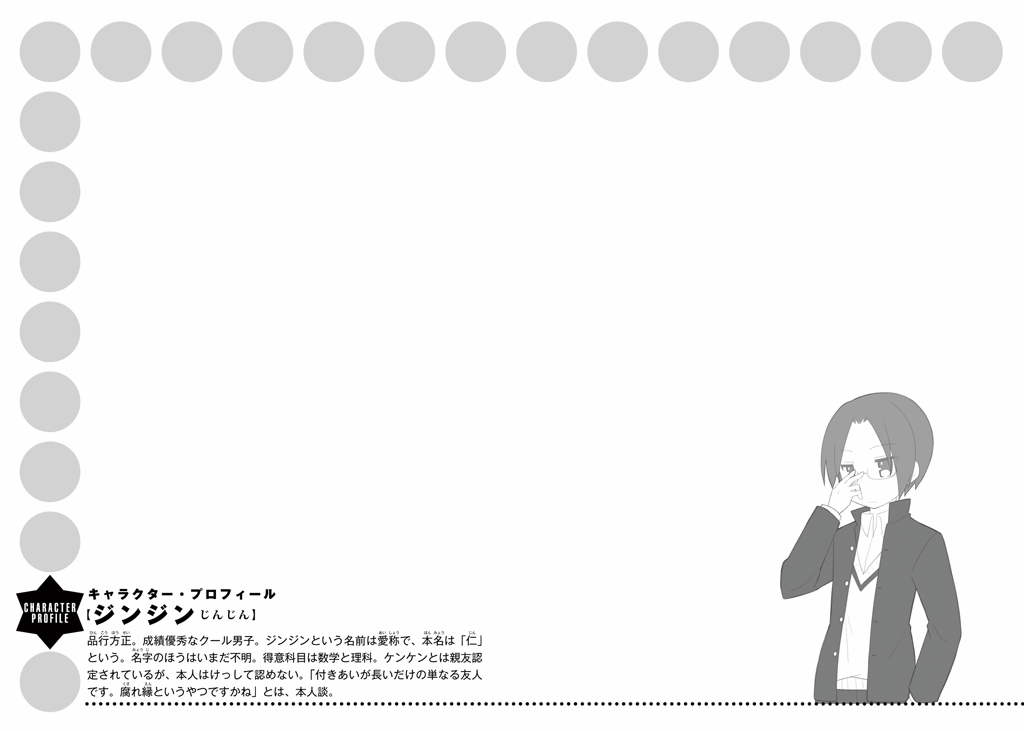 CHARACTER
PROFILE
キャラクター・プロフィール
【ジンジン じんじん】
品行方正。成績優秀なクール男子。ジンジンという名前は愛称で、本名は「仁」
という。名字のほうはいまだ不明。得意科目は数学と理科。ケンケンとは親友認
定されているが、本人はけっして認めない。「付きあいが長いだけの単なる友人
です。腐れ縁というやつですかね」とは、本人談。